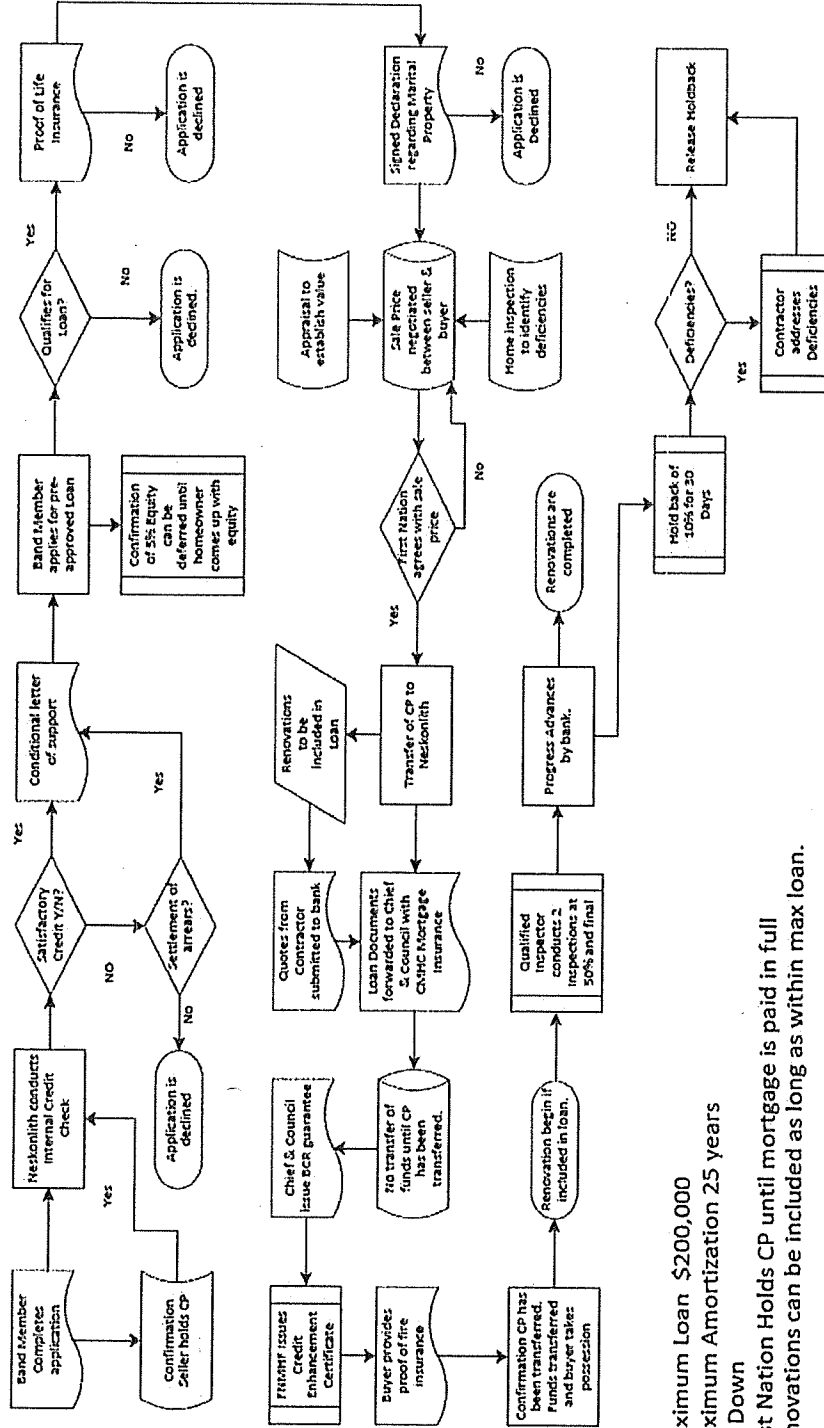 Band Member
Completes
application
Confirmation
Seller holds CP
Yes
Neskonlith conducts
Internal Credit
Check
Satisfactory
Credit Y/N?
Yes
NO
Settlement of
arrears?
Yes
No
Application is
declined
Conditional letter
of support
Band Member
applies for pre-
approved Loan
Confirmation
of 5% Equity
can be
deferred until
homeowner
comes up with
equity
Qualifies for
Loan?
Yes
No
Application is
declined.
Proof of Life
Insurance
No
Application is
declined
Signed Declaration
regarding Marital
Property
No
Application is
Declined
Appraisal to
establish value
Sale Price
negotiated
between seller &
buyer
Home Inspection
to identify
deficiencies
First Nation
agrees with sale
price
No
Yes
Transfer of CP to
Neskonlith
Renovations
to be
included in
Loan
Quotes from
Contractor
submitted to bank
Loan Documents
forwarded to Chief
& council with
CMHC Mortgage
Insurance
No transfer of
funds until CP
has been
transferred.
Chief & Council
issue BCR guarantee
FNMHF Issues
Credit
Enhancement
Certificate
Buyer provides
proof of fire
insurance
Confirmation CP has
been transferred.
Funds transferred
and buyer takes
possession
Renovation begin if
included in loan.
Qualified
Inspector
conducts 2
inspections at
50% and final
Progress Advances
by bank.
Renovations are
completed
Hold back of
10% for 30
Days
Deficiencies?
NO
Yes
Contractor
addresses
Deficiencies
Release Holdback
ximum Loan $200,000
ximum Amortization 25 years
Down
t Nation Holds CP until mortgage is paid in full
novations can be included as long as within max loan.